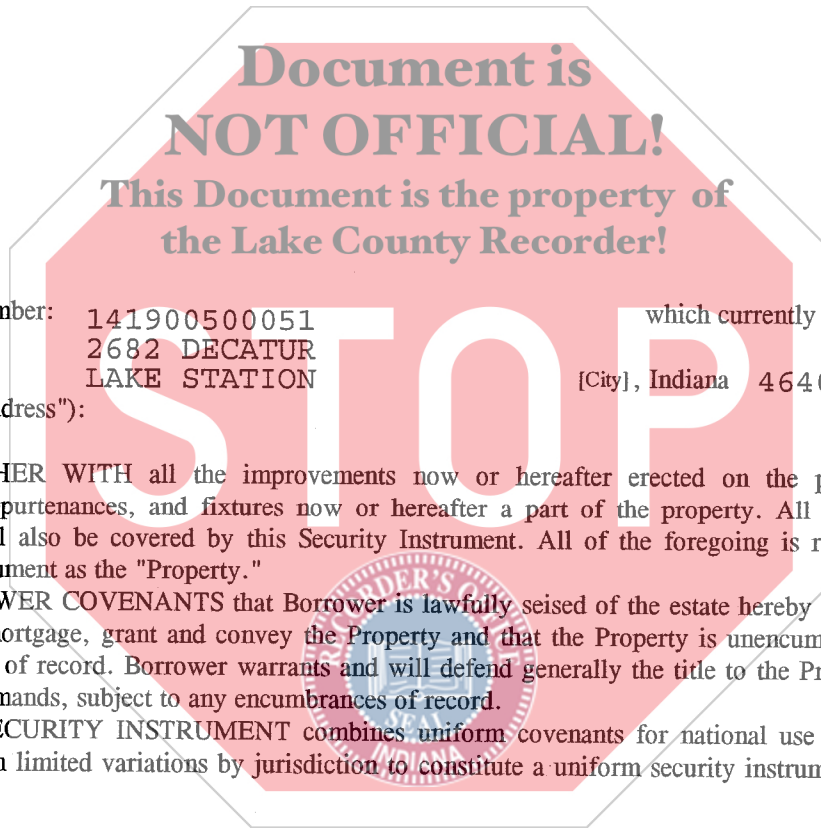 Document is
NOT OFFICIAL!
This Document is the property of
the Lake County Recorder!
STOP
mber: 141900500051 which currently
2682 DECATUR
LAKE STATION [City], Indiana 4640
dress"):
HER WITH all the improvements now or hereafter erected on the p
purtenances, and fixtures now or hereafter a part of the property. All
l also be covered by this Security Instrument. All of the foregoing is r
ument as the "Property."
WER COVENANTS that Borrower is lawfully seised of the estate hereby
ortgage, grant and convey the Property and that the Property is unencum
of record. Borrower warrants and will defend generally the title to the Pr
mands, subject to any encumbrances of record.
ECURITY INSTRUMENT combines uniform covenants for national use
n limited variations by jurisdiction to constitute a uniform security instrum
RECORDER'S OFFICE
SEAL
INDIANA